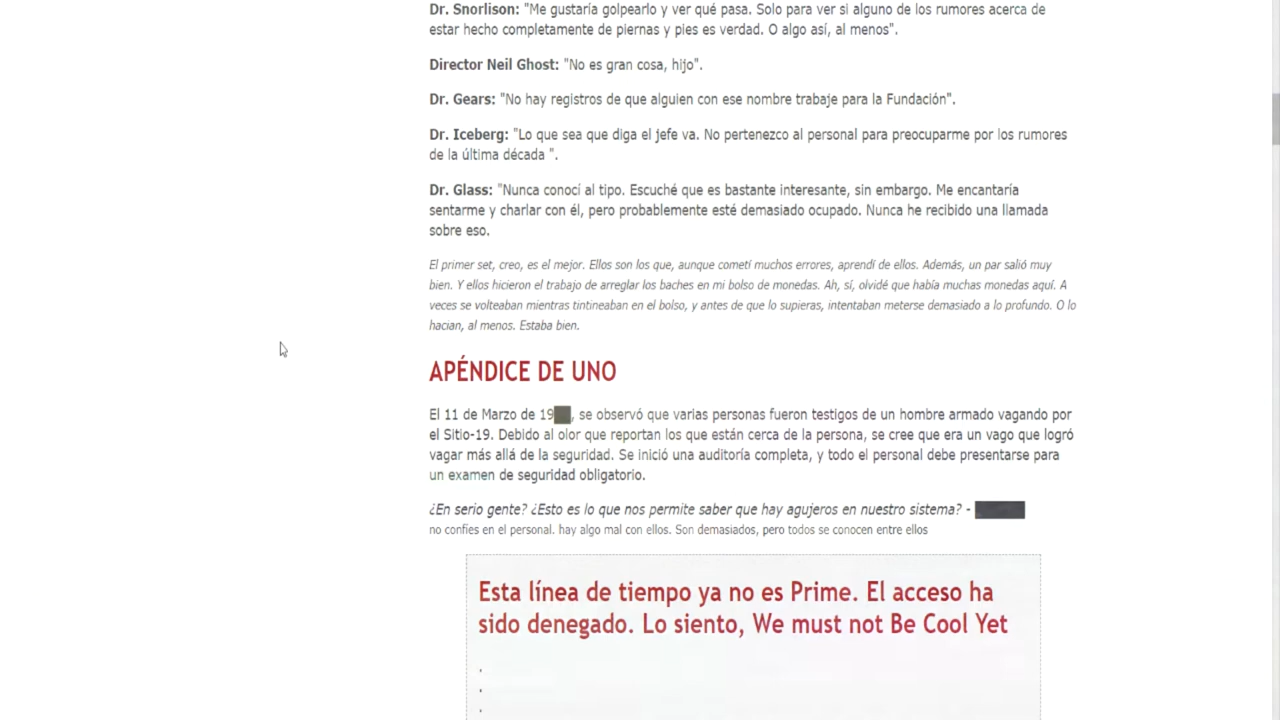 Dr. Snorlison: "Me gustaría golpearlo y ver qué pasa. Solo para ver si alguno de los rumores acerca de
estar hecho completamente de piernas y pies es verdad. O algo así, al menos".
Director Neil Ghost: "No es gran cosa, hijo".
Dr. Gears: "No hay registros de que alguien con ese nombre trabaje para la Fundación".
Dr. Iceberg: "Lo que sea que diga el jefe va. No pertenezco al personal para preocuparme por los rumores
de la última década ".
Dr. Glass: "Nunca conocí al tipo. Escuché que es bastante interesante, sin embargo. Me encantaría
sentarme y charlar con él, pero probablemente esté demasiado ocupado. Nunca he recibido una llamada
sobre eso.
El primer set, creo, es el mejor. Ellos son los que, aunque cometí muchos errores, aprendí de ellos. Además, un par salió muy
bien. Y ellos hicieron el trabajo de arreglar los baches en mi bolso de monedas. Ah, sí, olvidé que había muchas monedas aquí. A
veces se volteaban mientras tintineaban en el bolso, y antes de que lo supieras, intentaban meterse demasiado a lo profundo. O lo
hacian, al menos. Estaba bien.
APÉNDICE DE UNO
El 11 de Marzo de 19██, se observó que varias personas fueron testigos de un hombre armado vagando por
el Sitio-19. Debido al olor que reportan los que están cerca de la persona, se cree que era un vago que logró
vagar más allá de la seguridad. Se inició una auditoría completa, y todo el personal debe presentarse para
un examen de seguridad obligatorio.
¿En serio gente? ¿Esto es lo que nos permite saber que hay agujeros en nuestro sistema? - █████
no confíes en el personal. hay algo mal con ellos. Son demasiados, pero todos se conocen entre ellos
Esta línea de tiempo ya no es Prime. El acceso ha
sido denegado. Lo siento, We must not Be Cool Yet
.
.
.